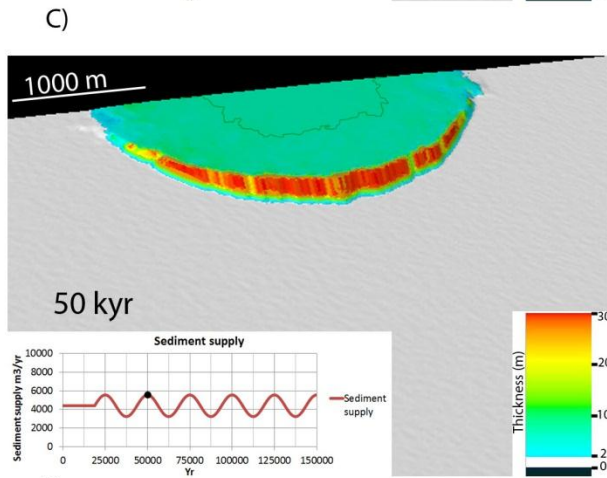 C)
1000 m
50 kyr
Sediment supply
Sediment supply m3/yr
10000
8000
6000
4000
2000
0
0 25000 50000 75000 100000 125000 150000
Yr
Sediment
supply
Thickness (m)
30
20
10
2
0